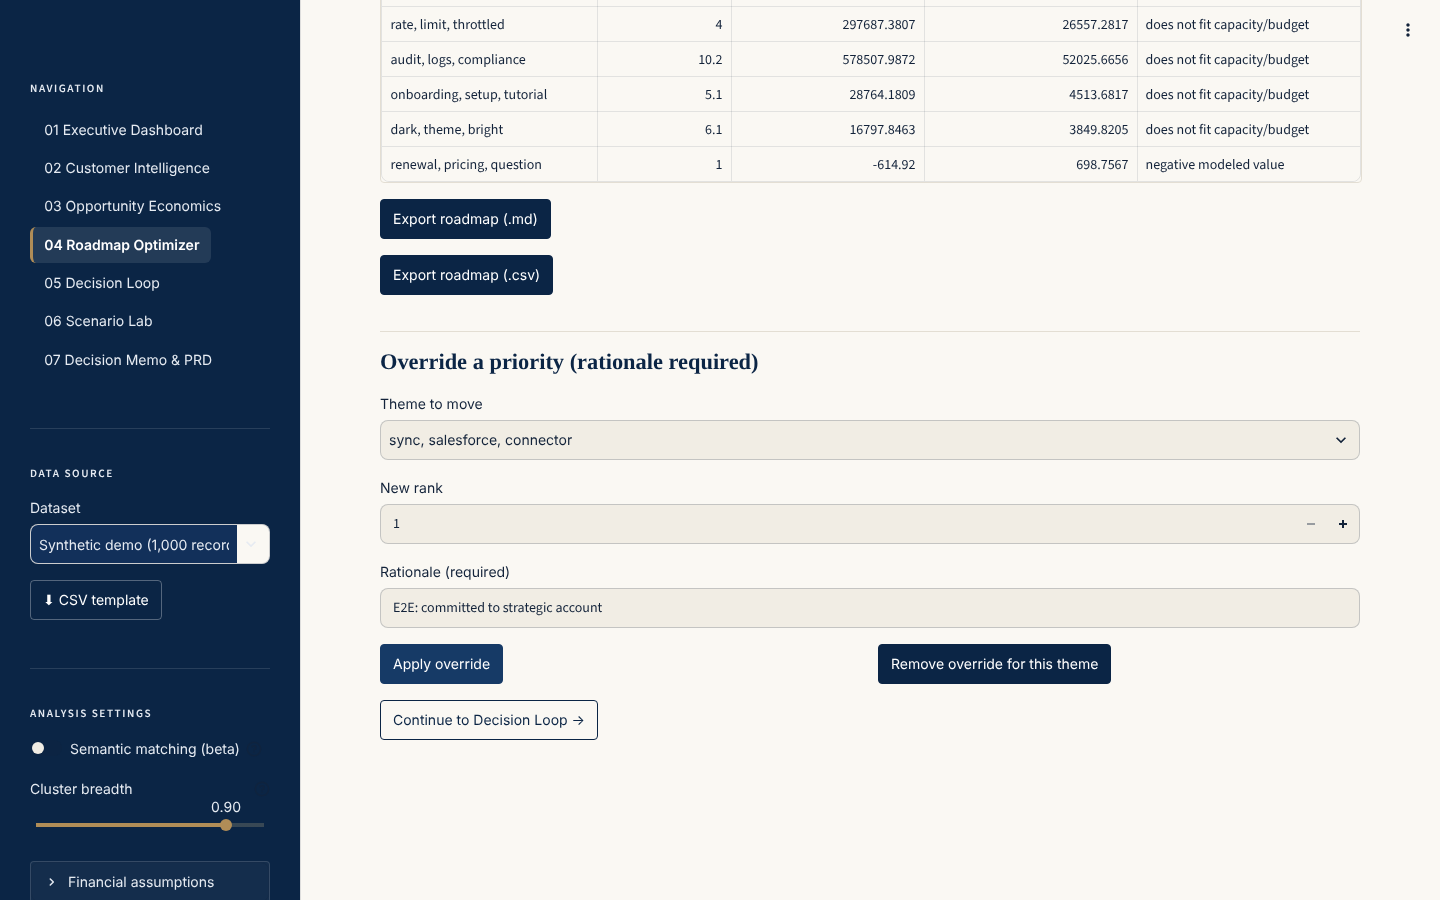 NAVIGATION
01 Executive Dashboard
02 Customer Intelligence
03 Opportunity Economics
04 Roadmap Optimizer
05 Decision Loop
06 Scenario Lab
07 Decision Memo & PRD
DATA SOURCE
Dataset
Synthetic demo (1,000
⬇ CSV template
ANALYSIS SETTINGS
Semantic matching (beta)
Cluster breadth
0.90
Financial assumptions
rate, limit, throttled 4 297687.3807 26557.2817 does not fit capacity/budget
audit, logs, compliance 10.2 578507.9872 52025.6656 does not fit capacity/budget
onboarding, setup, tutorial 5.1 28764.1809 4513.6817 does not fit capacity/budget
dark, theme, bright 6.1 16797.8463 3849.8205 does not fit capacity/budget
renewal, pricing, question 1 -614.92 698.7567 negative modeled value
Export roadmap (.md)
Export roadmap (.csv)
Override a priority (rationale required)
Theme to move
sync, salesforce, connector
New rank
1
Rationale (required)
E2E: committed to strategic account
Apply override
Remove override for this theme
Continue to Decision Loop →